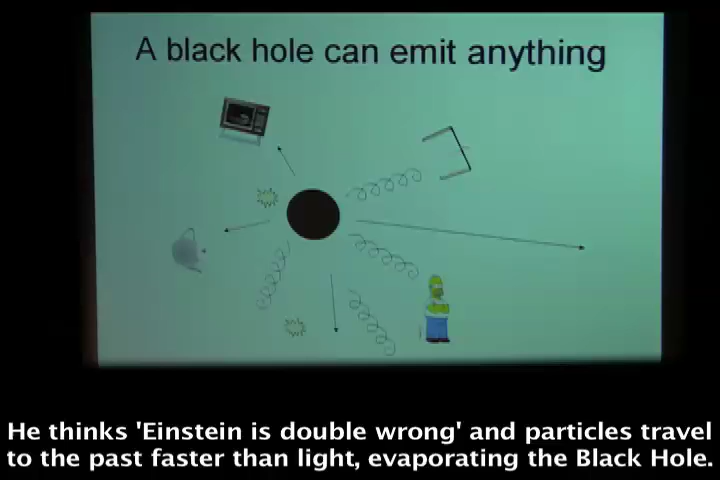 A black hole can emit anything
He thinks 'Einstein is double wrong' and particles travel
to the past faster than light, evaporating the Black Hole.